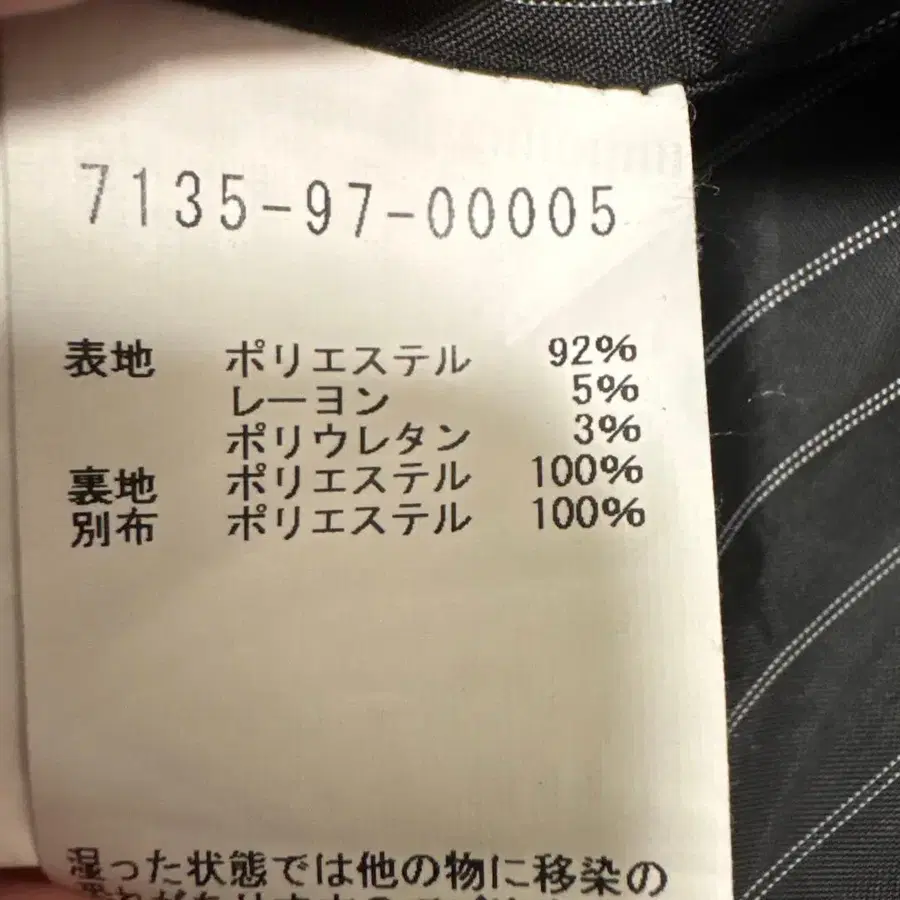 7135-97-00005
表地 ポリエステル 92%
レーヨン 5%
ポリウレタン 3%
裏地 ポリエステル 100%
別布 ポリエステル 100%
湿った状態では他の物に移染の